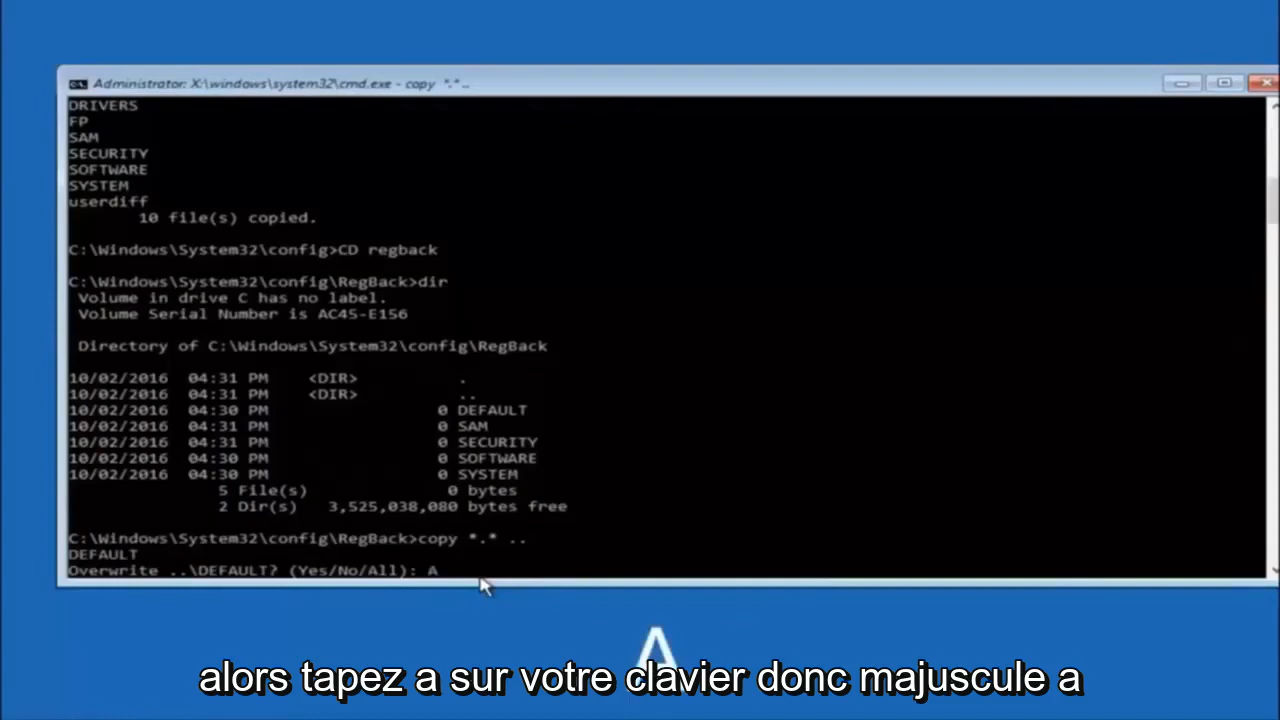 Administrator: X:\windows\system32\cmd.exe - copy *.* ..
DRIVERS
FP
SAM
SECURITY
SOFTWARE
SYSTEM
userdiff
10 file(s) copied.
C:\Windows\System32\config>CD regback
C:\Windows\System32\config\RegBack>dir
Volume in drive C has no label.
Volume Serial Number is AC45-E156
Directory of C:\Windows\System32\config\RegBack
10/02/2016 04:31 PM <DIR> .
10/02/2016 04:31 PM <DIR> ..
10/02/2016 04:30 PM 0 DEFAULT
10/02/2016 04:31 PM 0 SAM
10/02/2016 04:31 PM 0 SECURITY
10/02/2016 04:30 PM 0 SOFTWARE
10/02/2016 04:30 PM 0 SYSTEM
5 File(s) 0 bytes
2 Dir(s) 3,525,038,080 bytes free
C:\Windows\System32\config\RegBack>copy *.* ..
DEFAULT
Overwrite ..\DEFAULT? (Yes/No/All): A
A
alors tapez a sur votre clavier donc majuscule a